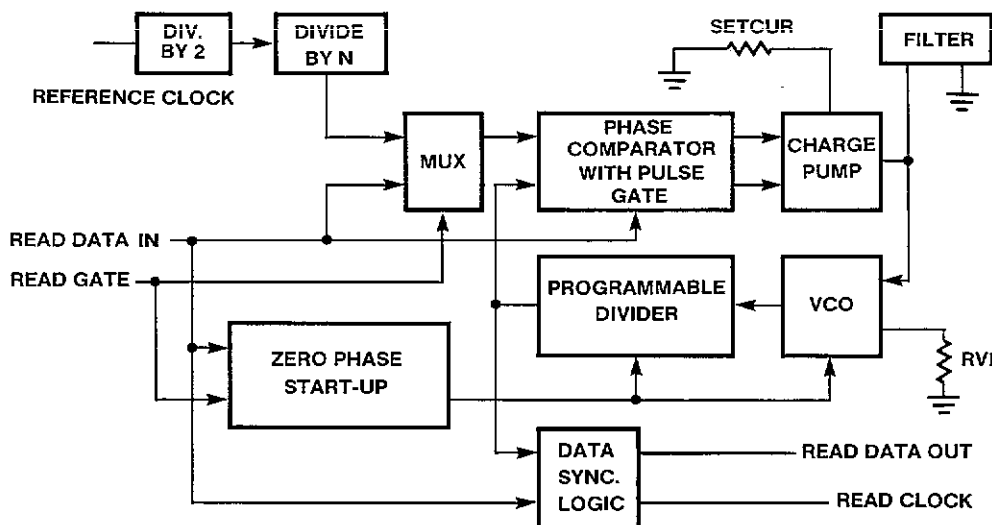 SETCUR
DIV.
BY 2
DIVIDE
BY N
FILTER
REFERENCE CLOCK
MUX
PHASE
COMPARATOR
WITH PULSE
GATE
CHARGE
PUMP
READ DATA IN
READ GATE
PROGRAMMABLE
DIVIDER
VCO
ZERO PHASE
START-UP
DATA
SYNC.
LOGIC
READ DATA OUT
READ CLOCK